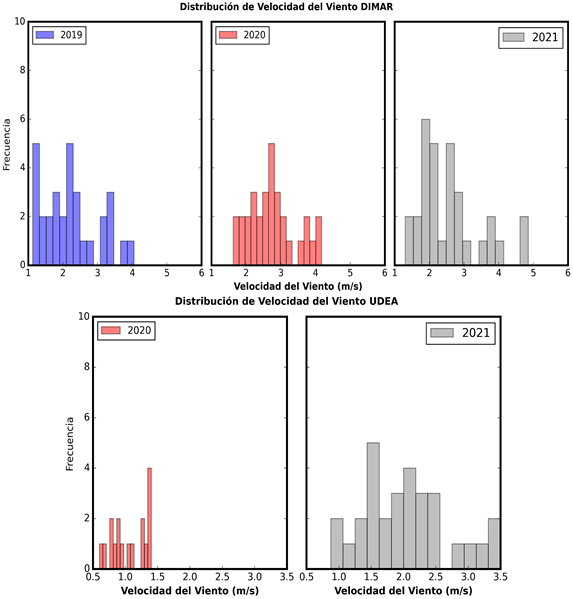 Distribución de Velocidad del Viento DIMAR
10
8
6
4
2
0
Frecuencia
2019
2020
2021
1 2 3 4 5 6
1 2 3 4 5 6
1 2 3 4 5 6
Velocidad del Viento (m/s)
Distribución de Velocidad del Viento UDEA
10
8
6
4
2
0
Frecuencia
2020
2021
0.5 1.0 1.5 2.0 2.5 3.0 3.5
0.5 1.0 1.5 2.0 2.5 3.0 3.5
Velocidad del Viento (m/s) Velocidad del Viento (m/s)